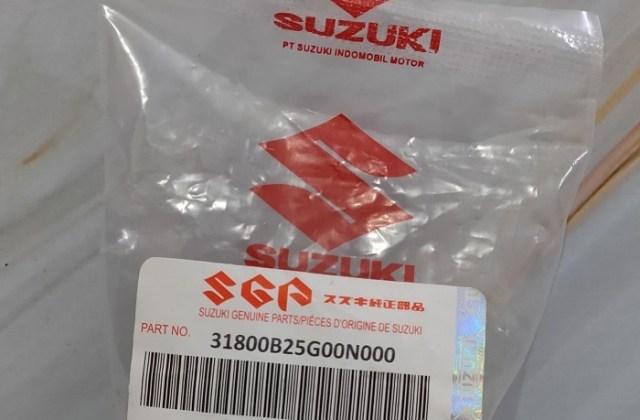 SUZUKI
PT SUZUKI INDOMOBIL MOTOR
SUZUKI
SGP スズキ純正部品
SUZUKI GENUINE PARTS/PIÈCES D'ORIGINE DE SUZUKI
PART NO. 31800B25G00N000